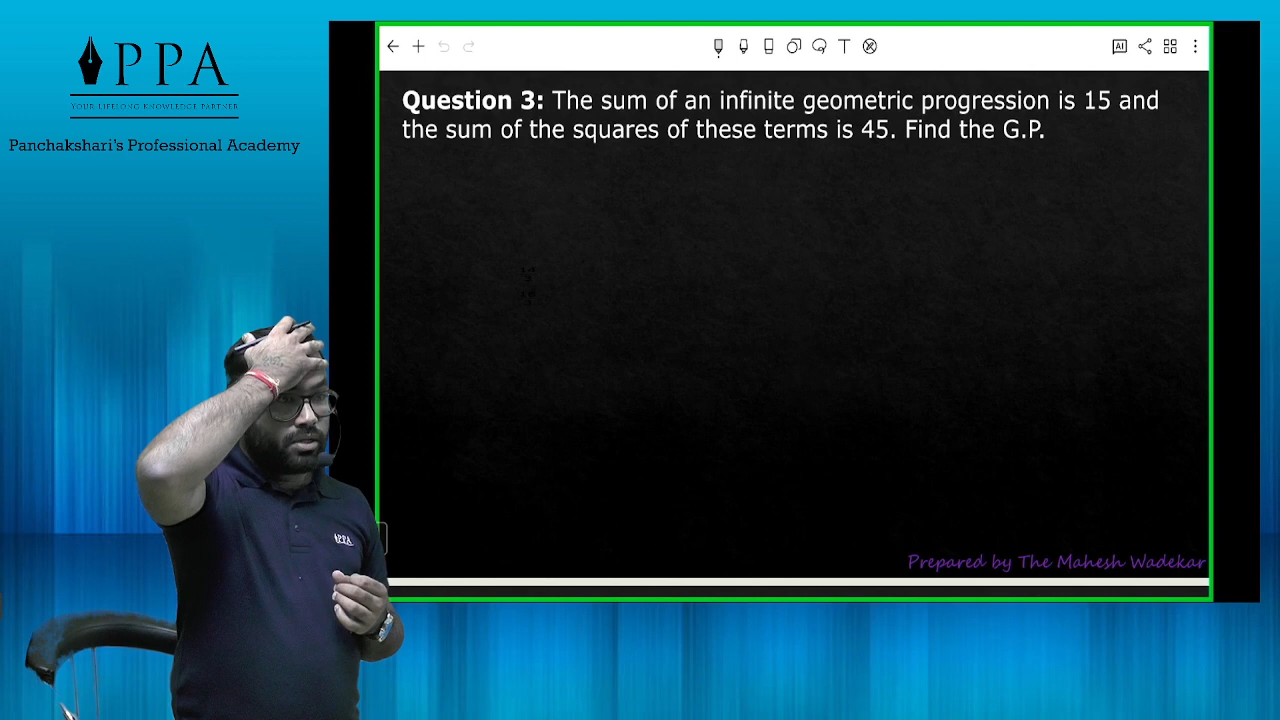 PPA
YOUR LIFELONG KNOWLEDGE PARTNER
Panchakshari's Professional Academy
AI
T
Question 3: The sum of an infinite geometric progression is 15 and
the sum of the squares of these terms is 45. Find the G.P.
PPA
Prepared by The Mahesh Wadekar